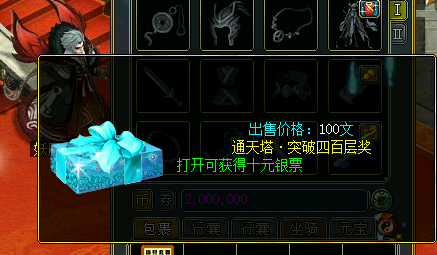 I
II
出售价格：100文
通天塔·突破四百层奖
打开可获得十元银票
妖
币 券 2,000,000
包裹 行囊 行囊 坐骑 元宝